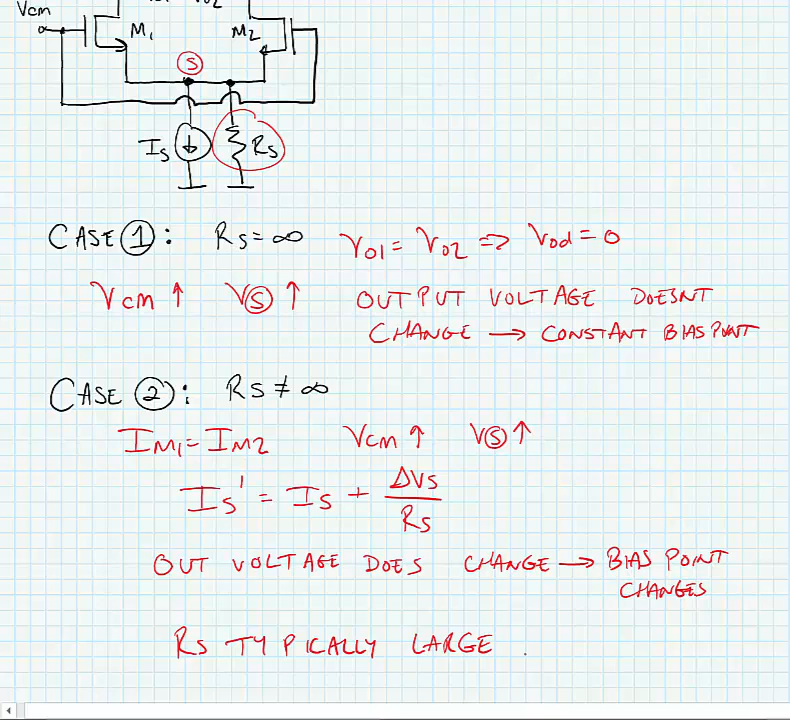 Vcm
M1 M2
S
Is Rs
CASE 1: Rs = ∞ Vo1 = Vo2 => Vod = 0
Vcm ↑ VS ↑ OUTPUT VOLTAGE DOESNT
CHANGE → CONSTANT BIAS POINT
CASE 2: Rs ≠ ∞
IM1 = IM2 Vcm ↑ VS ↑
Is' = Is + ΔVs / Rs
OUT VOLTAGE DOES CHANGE → BIAS POINT
CHANGES
Rs TYPICALLY LARGE